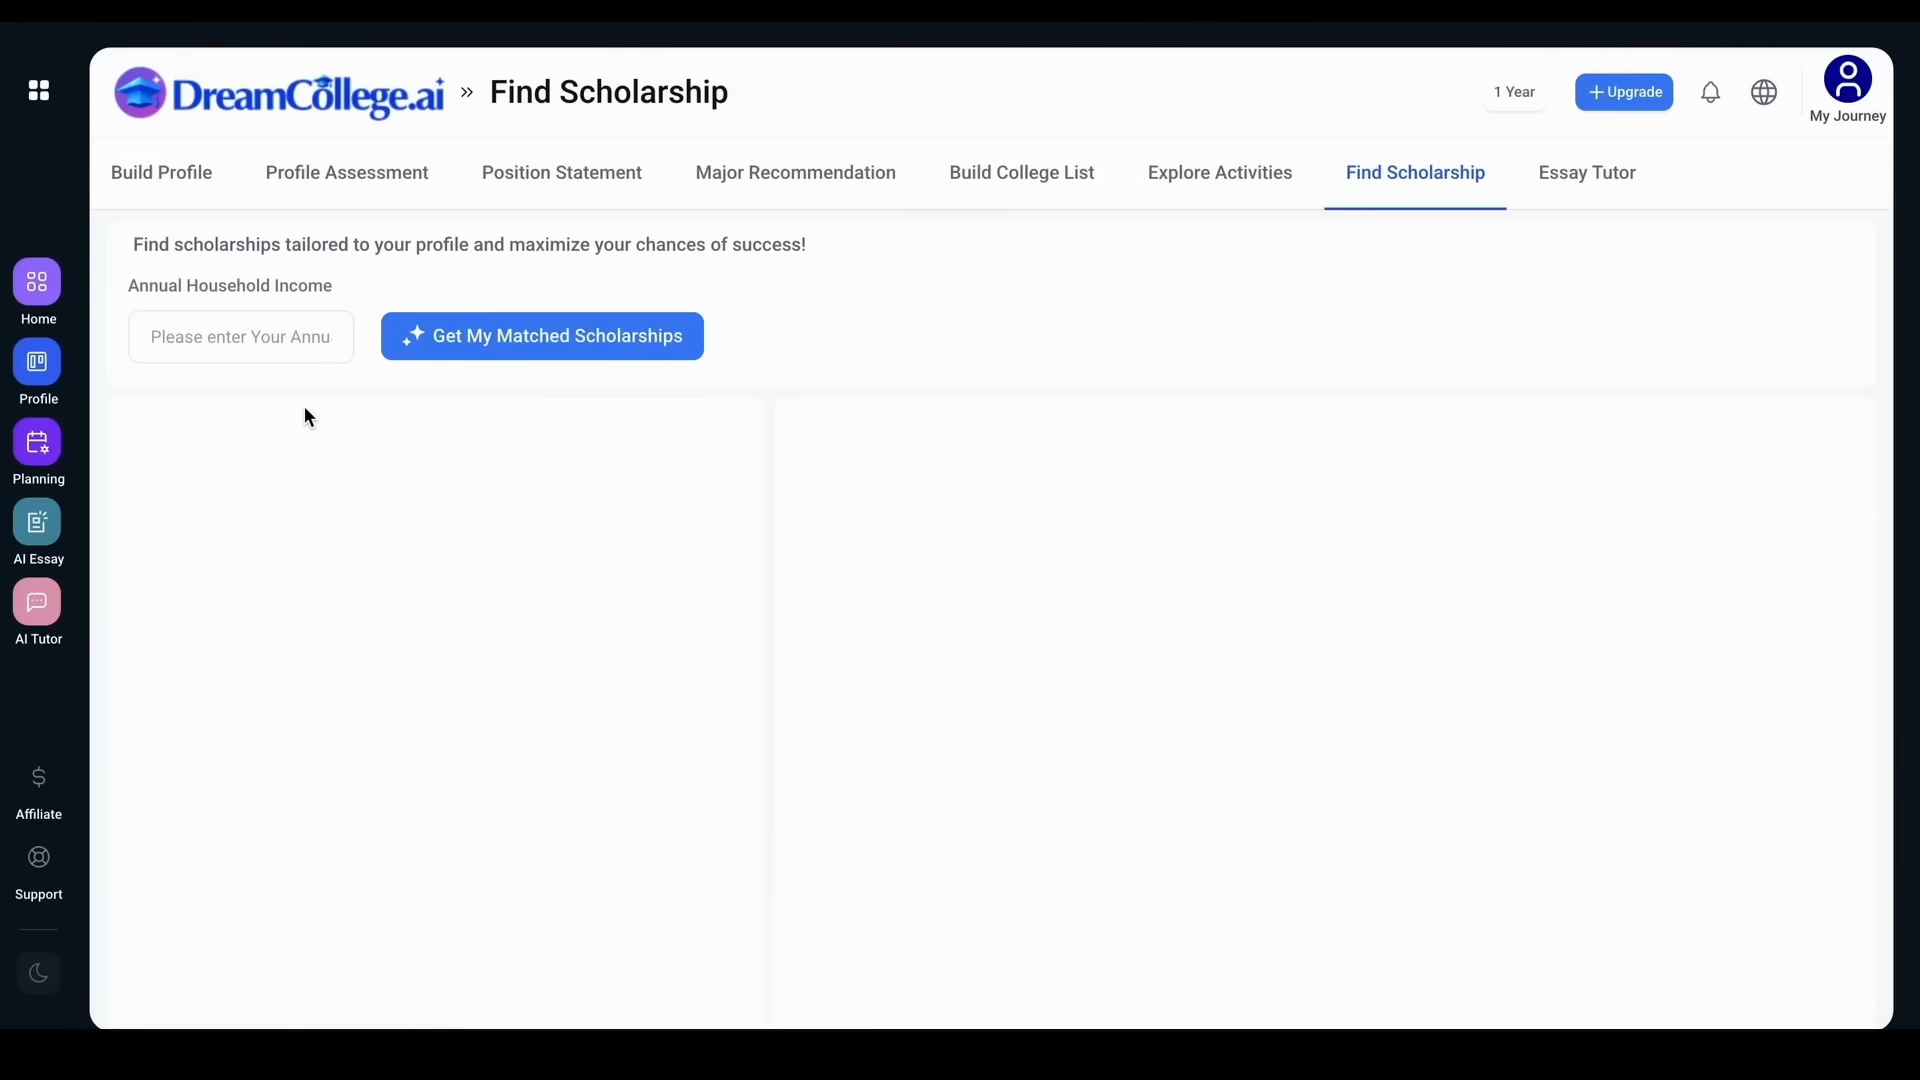 DreamCollege.ai » Find Scholarship
1 Year
+ Upgrade
My Journey
Build Profile
Profile Assessment
Position Statement
Major Recommendation
Build College List
Explore Activities
Find Scholarship
Essay Tutor
Find scholarships tailored to your profile and maximize your chances of success!
Annual Household Income
Please enter Your Annu
Get My Matched Scholarships
Home
Profile
Planning
AI Essay
AI Tutor
Affiliate
Support